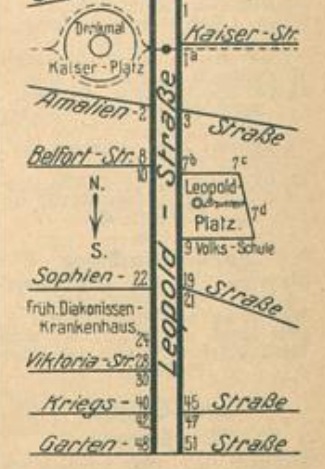 1
Denkmal
Kaiser-Platz
Kaiser-Str.
1a
Amalien-2
3 Straße
Belfort-Str. 8
10
7b 7c
Leopold-
Platz.
7d
N.
S.
9 Volks-Schule
Sophien-22
19 Straße
21
Früh. Diakonissen-
Krankenhaus
24
Viktoria-Str. 28
30
Leopold-Straße
Kriegs-40
45 Straße
42
47
Garten-48
51 Straße